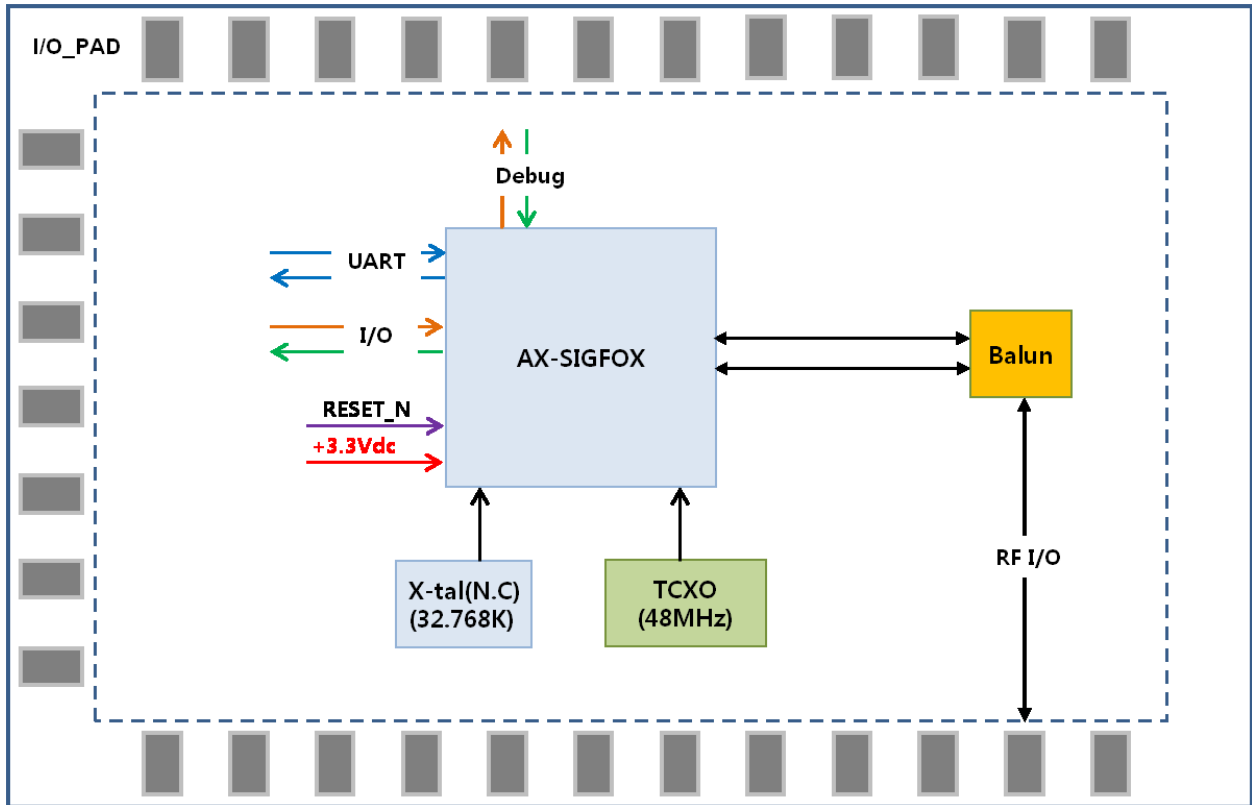 I/O_PAD
Debug
UART
I/O
AX-SIGFOX
Balun
RESET_N
+3.3Vdc
RF I/O
X-tal(N.C)
(32.768K)
TCXO
(48MHz)